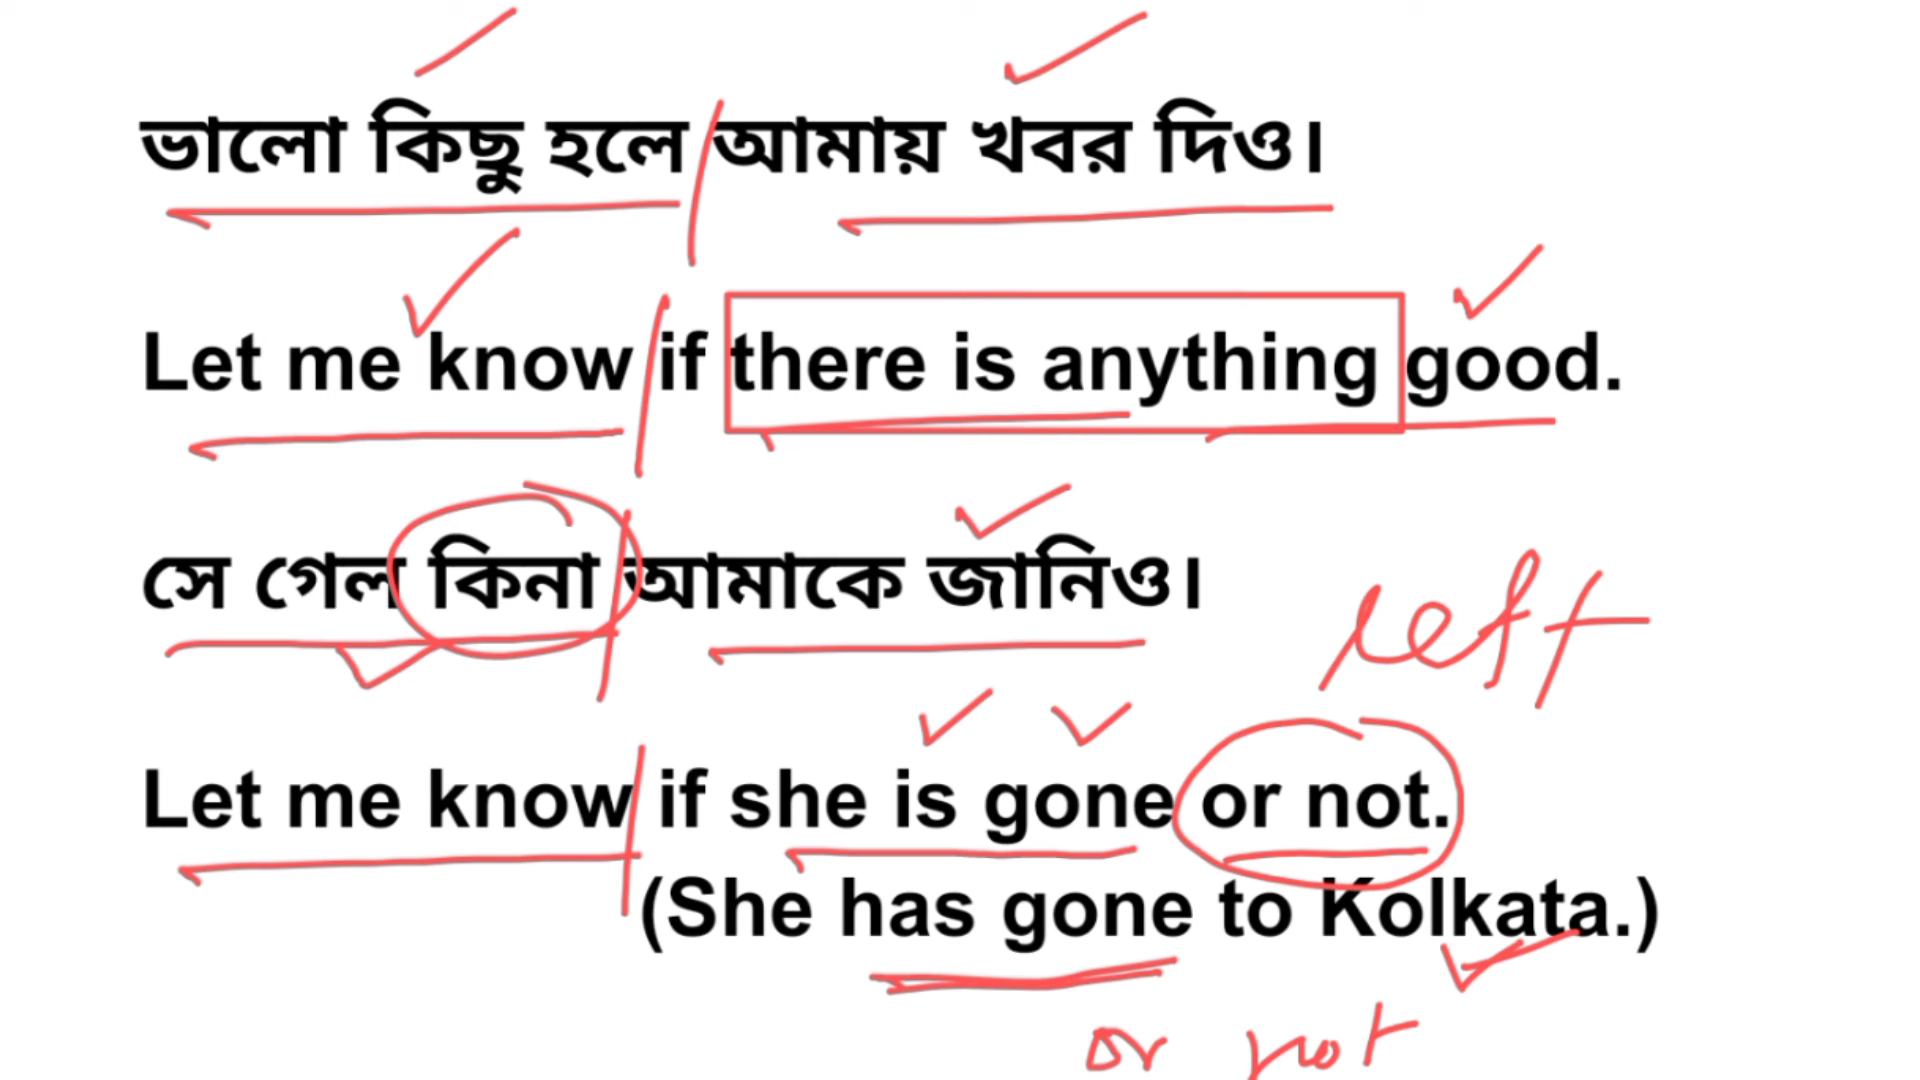 ভালো কিছু হলে আমায় খবর দিও।
Let me know if there is anything good.
সে গেল কিনা আমাকে জানিও।
left
Let me know if she is gone or not.
(She has gone to Kolkata.)
or not